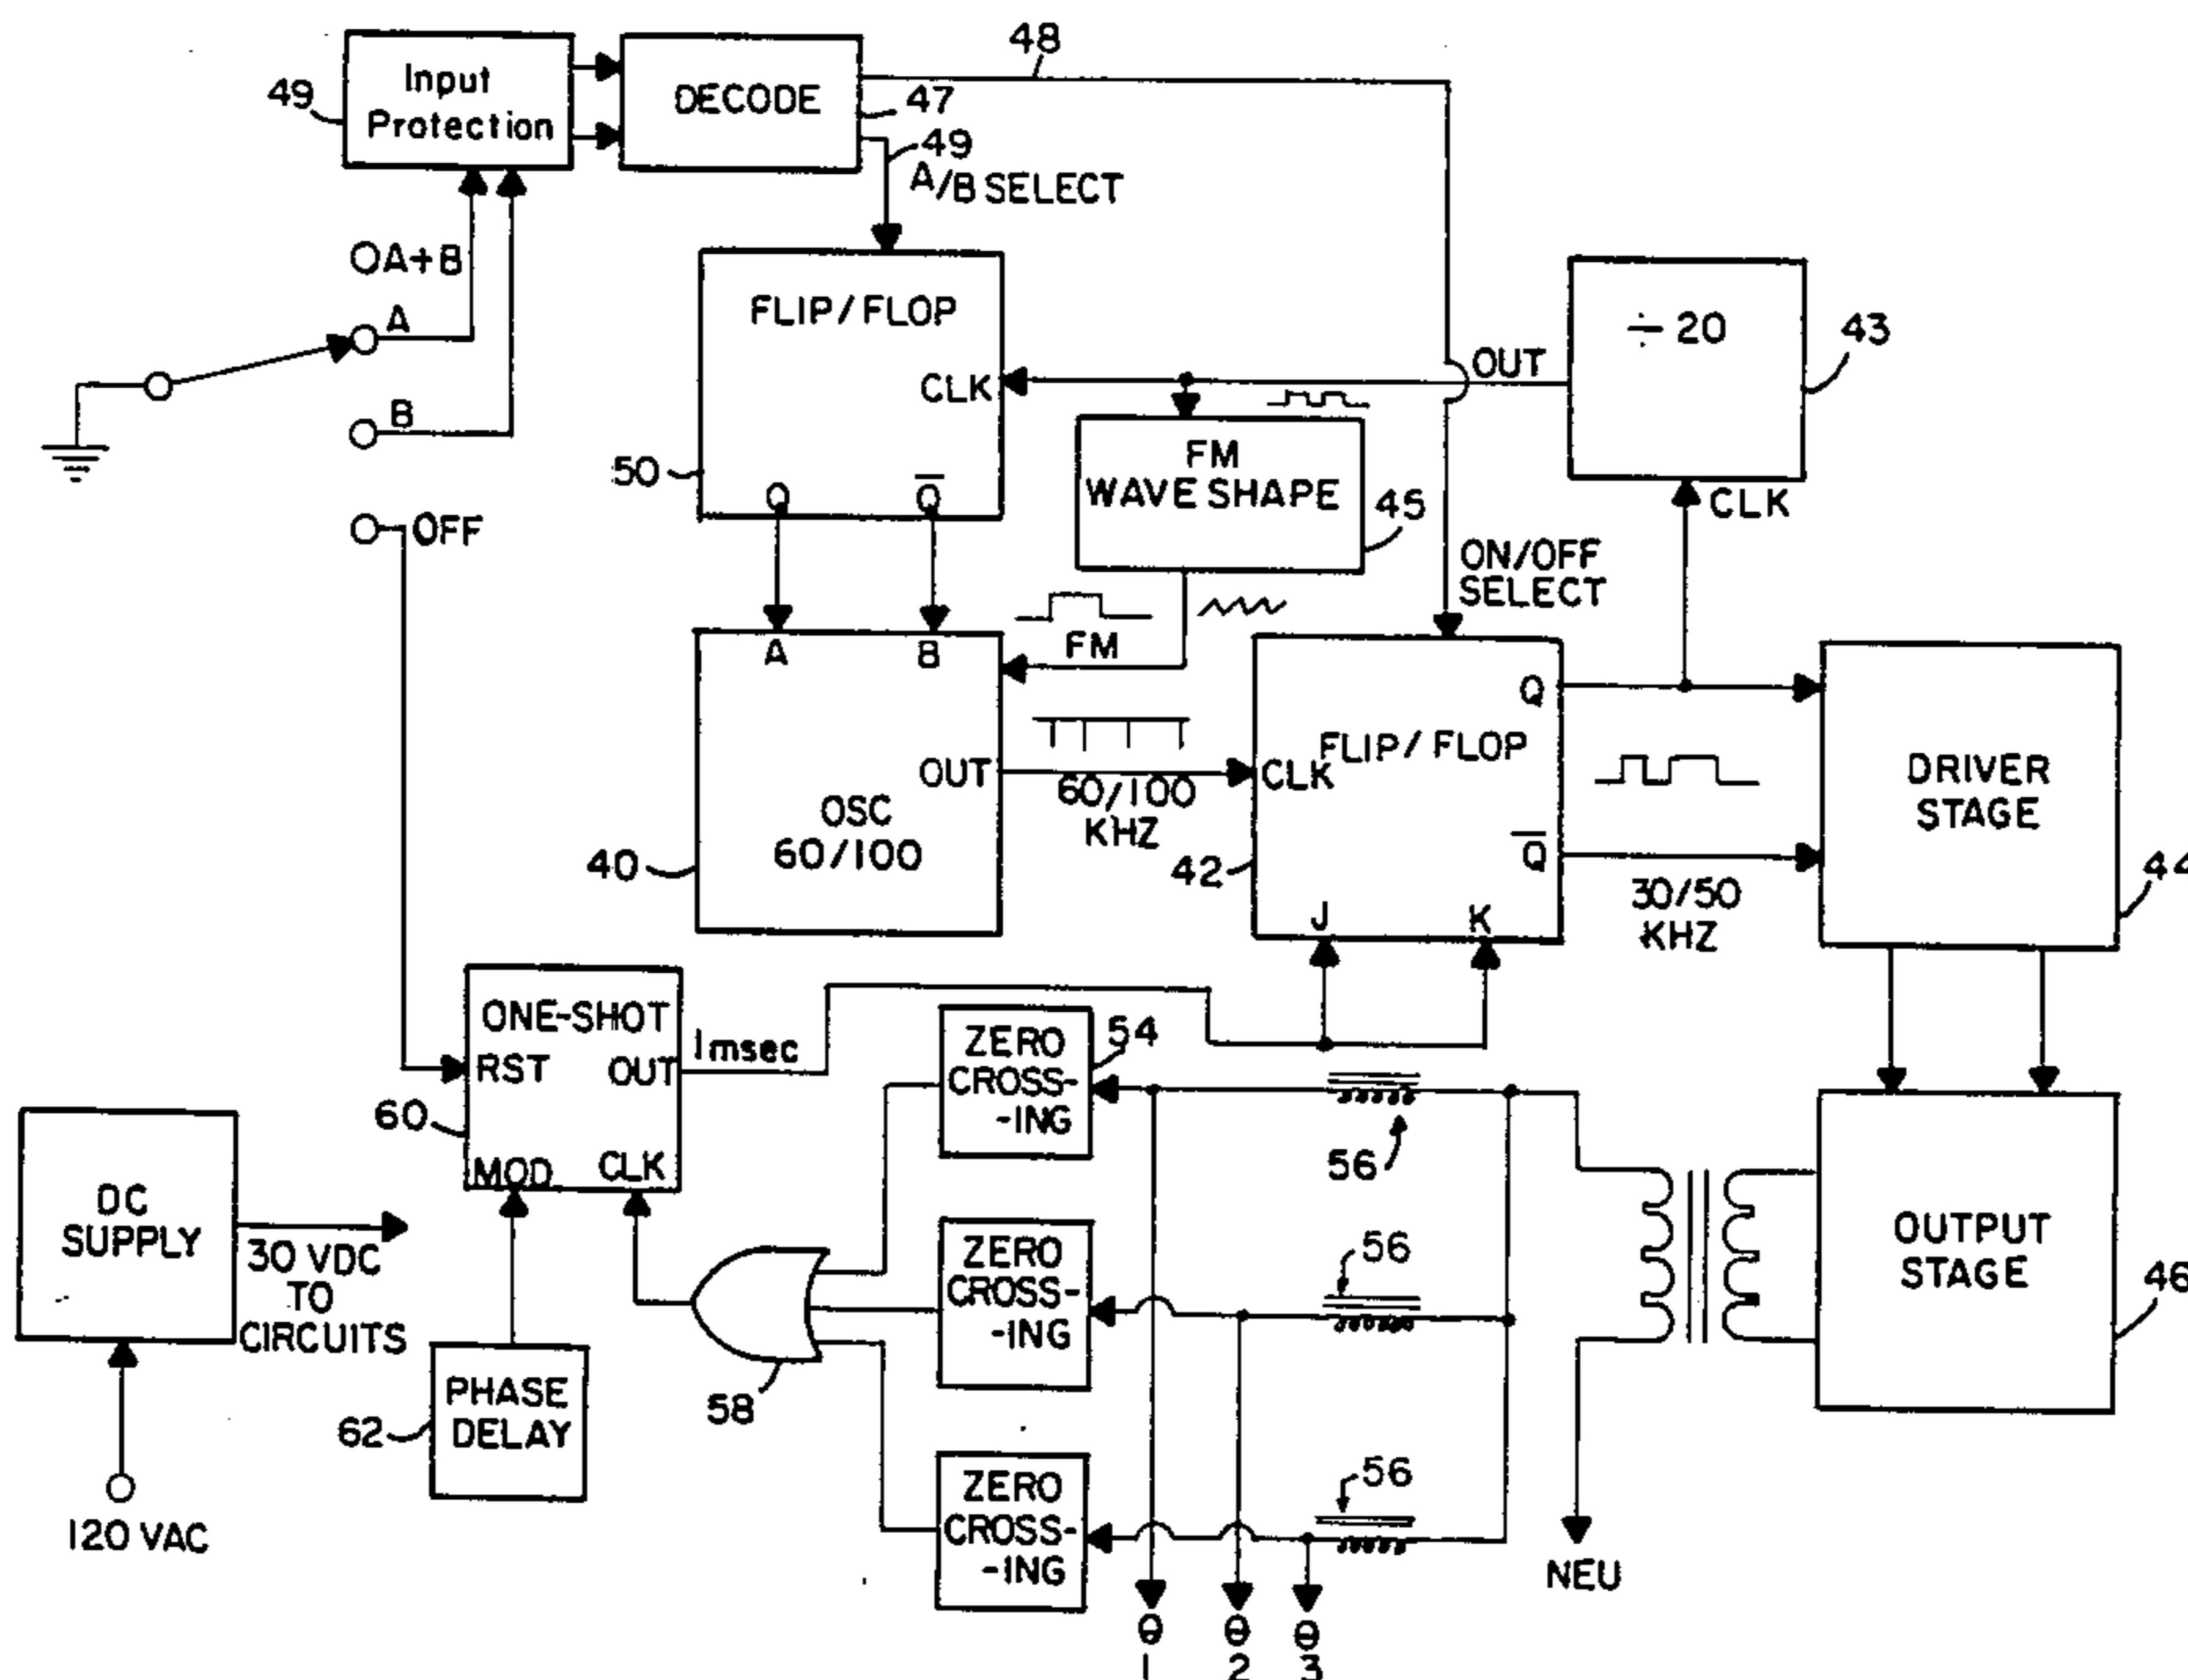 49
Input
Protection
DECODE
47
48
49
A/B SELECT
A+B
A
B
OFF
FLIP/FLOP
CLK
50
Q
Q̅
OUT
÷20
43
CLK
FM
WAVE SHAPE
45
ON/OFF
SELECT
FM
A
B
OUT
OSC
60/100
40
60/100
KHZ
FLIP/FLOP
CLK
Q
Q̅
J
K
42
30/50
KHZ
DRIVER
STAGE
44
ONE-SHOT
RST
OUT
MOD
CLK
60
1msec
ZERO
CROSS-
-ING
54
56
DC
SUPPLY
30 VDC
TO
CIRCUITS
120 VAC
PHASE
DELAY
62
58
ZERO
CROSS-
-ING
56
ZERO
CROSS-
-ING
56
OUTPUT
STAGE
46
NEU
θ
1
θ
2
θ
3